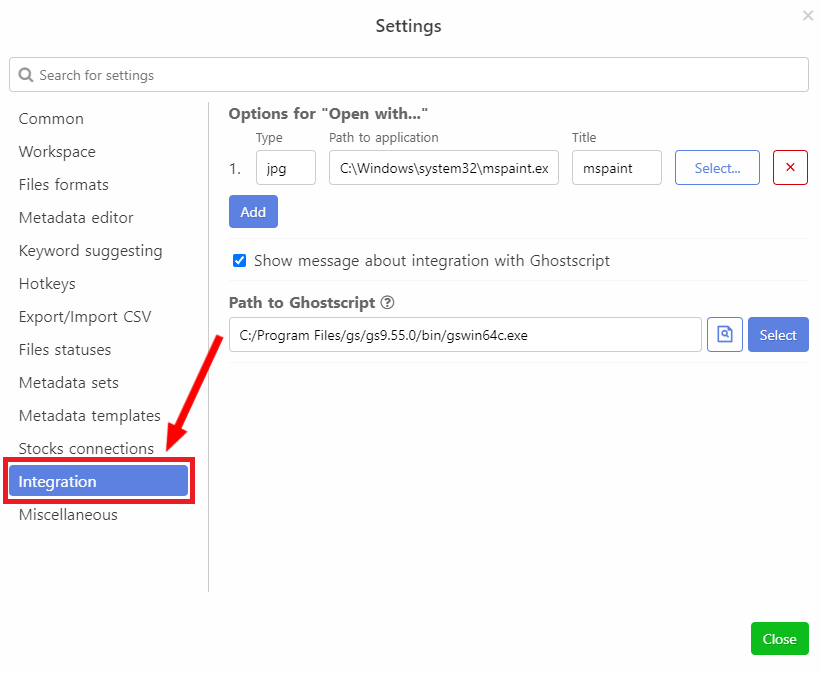 Settings
Search for settings
Common
Workspace
Files formats
Metadata editor
Keyword suggesting
Hotkeys
Export/Import CSV
Files statuses
Metadata sets
Metadata templates
Stocks connections
Integration
Miscellaneous
Options for "Open with..."
Type Path to application Title
1. jpg C:\Windows\system32\mspaint.ex mspaint Select...
Add
Show message about integration with Ghostscript
Path to Ghostscript
C:/Program Files/gs/gs9.55.0/bin/gswin64c.exe Select
Close